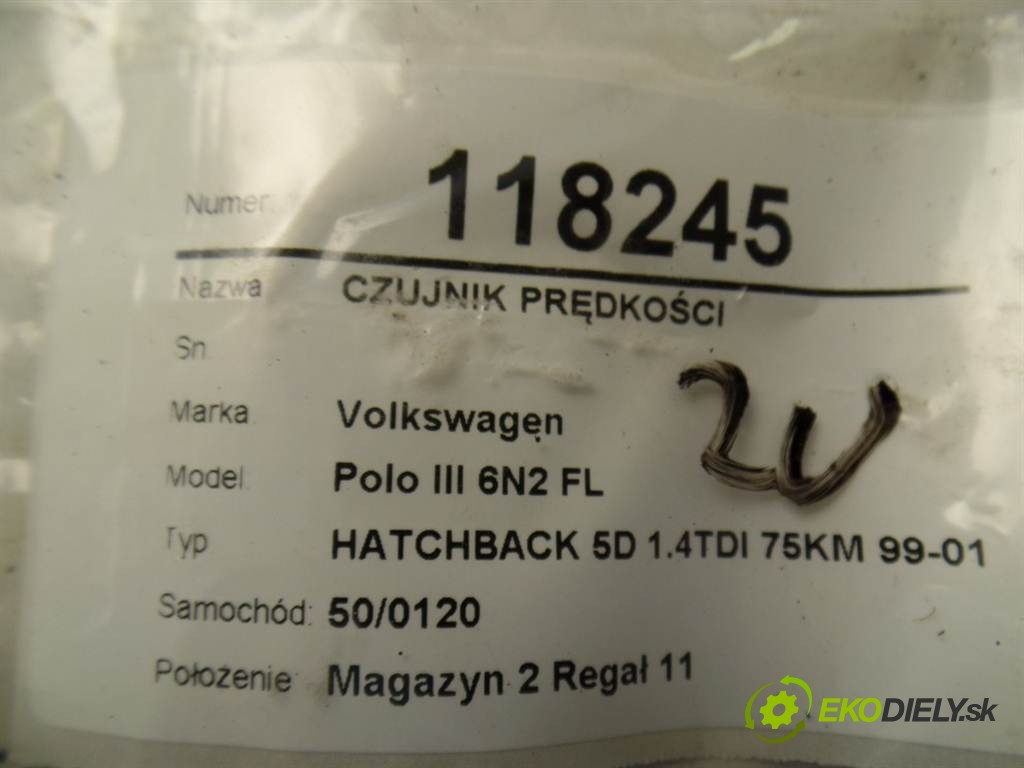 Numer: 118245
Nazwa CZUJNIK PRĘDKOŚCI
Sn.
Marka. Volkswagen
Model. Polo III 6N2 FL
Typ HATCHBACK 5D 1.4TDI 75KM 99-01
Samochód: 50/0120
Położenie: Magazyn 2 Regał 11
EKODIELY.sk